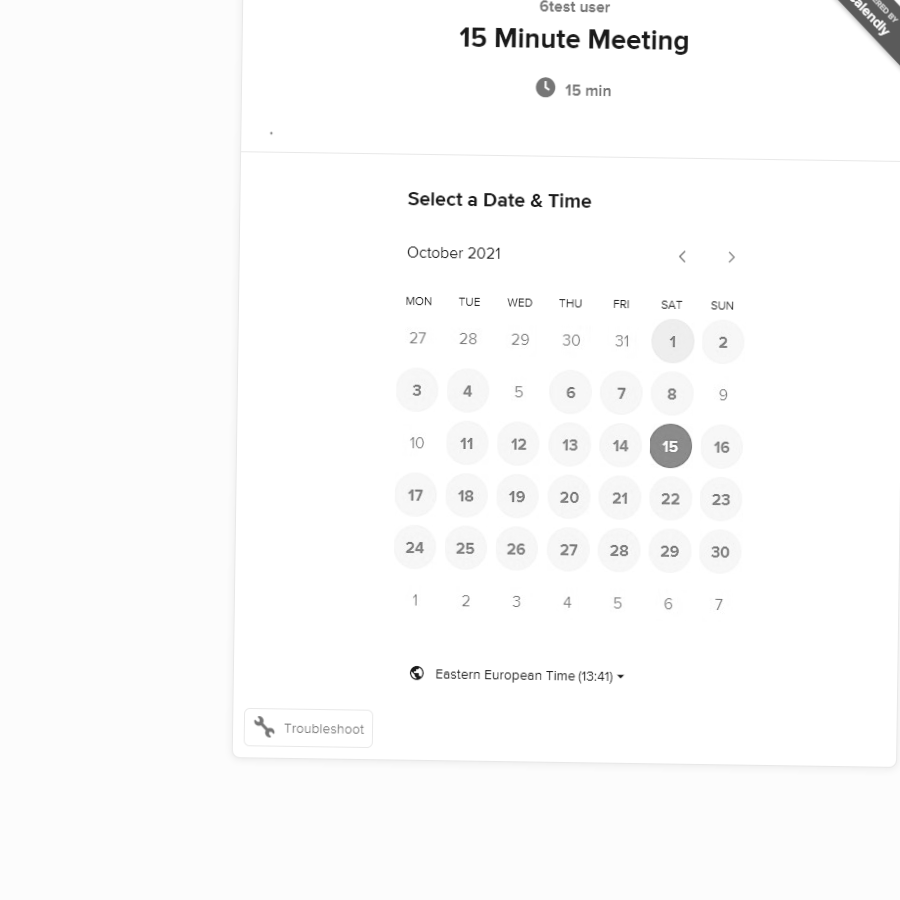 6test user
15 Minute Meeting
15 min
.
calendly
Select a Date & Time
October 2021
MON TUE WED THU FRI SAT SUN
27 28 29 30 31 1 2
3 4 5 6 7 8 9
10 11 12 13 14 15 16
17 18 19 20 21 22 23
24 25 26 27 28 29 30
1 2 3 4 5 6 7
Eastern European Time (13:41)
Troubleshoot